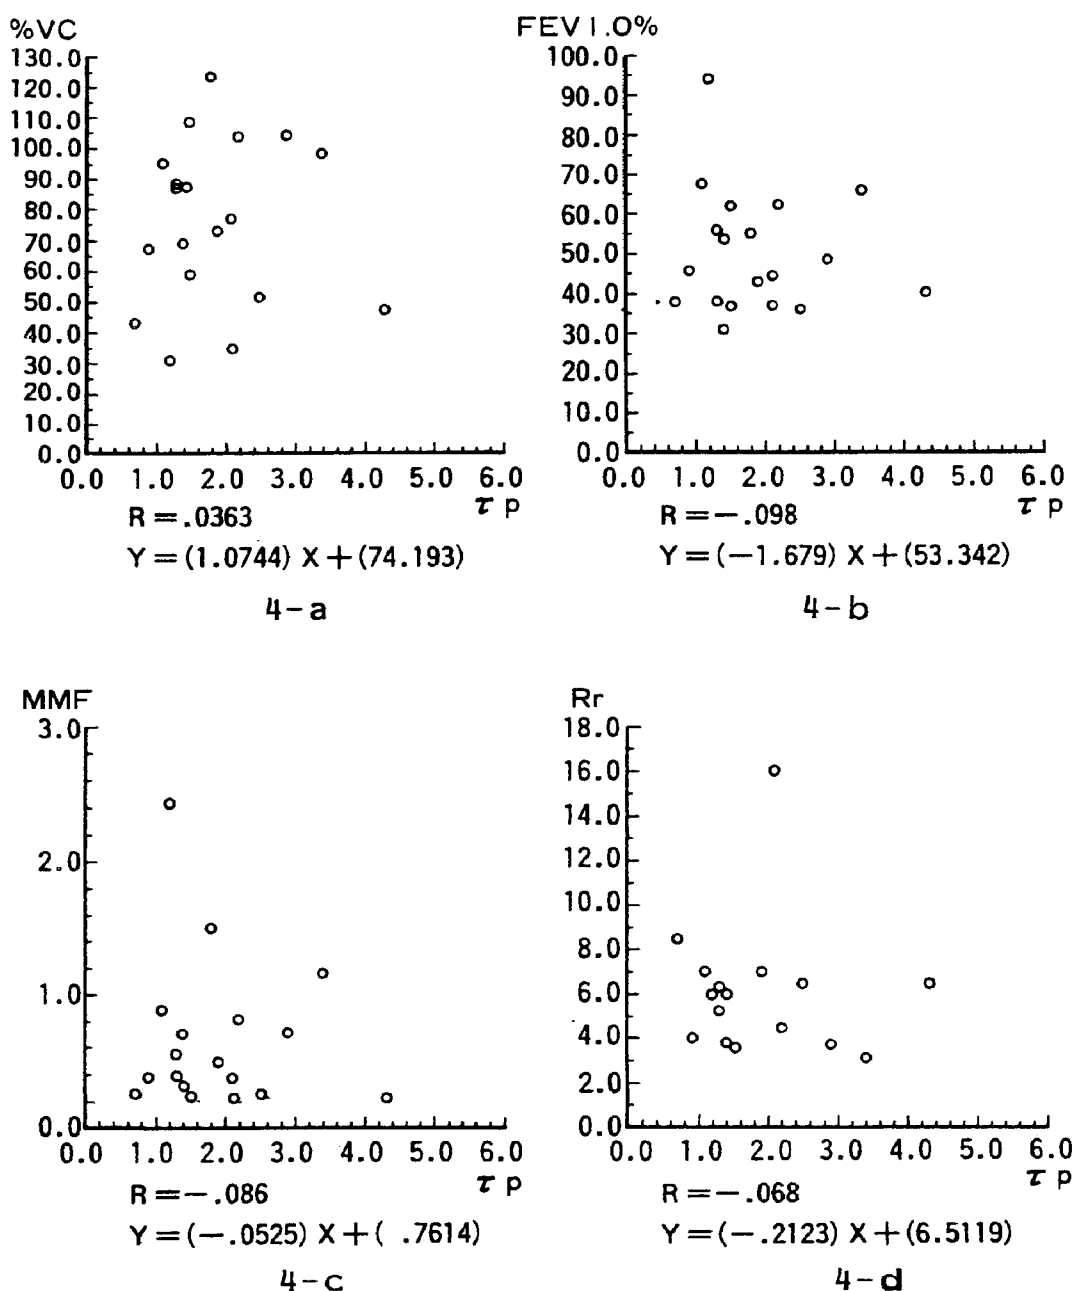 %VC
130.0
120.0
110.0
100.0
90.0
80.0
70.0
60.0
50.0
40.0
30.0
20.0
10.0
0.0
0.0 1.0 2.0 3.0 4.0 5.0 6.0
τ p
R = .0363
Y = (1.0744) X + (74.193)
4-a
FEV 1.0%
100.0
90.0
80.0
70.0
60.0
50.0
40.0
30.0
20.0
10.0
0.0
0.0 1.0 2.0 3.0 4.0 5.0 6.0
τ p
R = -.098
Y = (-1.679) X + (53.342)
4-b
MMF
3.0
2.0
1.0
0.0
0.0 1.0 2.0 3.0 4.0 5.0 6.0
τ p
R = -.086
Y = (-.0525) X + ( .7614)
4-c
Rr
18.0
16.0
14.0
12.0
10.0
8.0
6.0
4.0
2.0
0.0
0.0 1.0 2.0 3.0 4.0 5.0 6.0
τ p
R = -.068
Y = (-.2123) X + (6.5119)
4-d